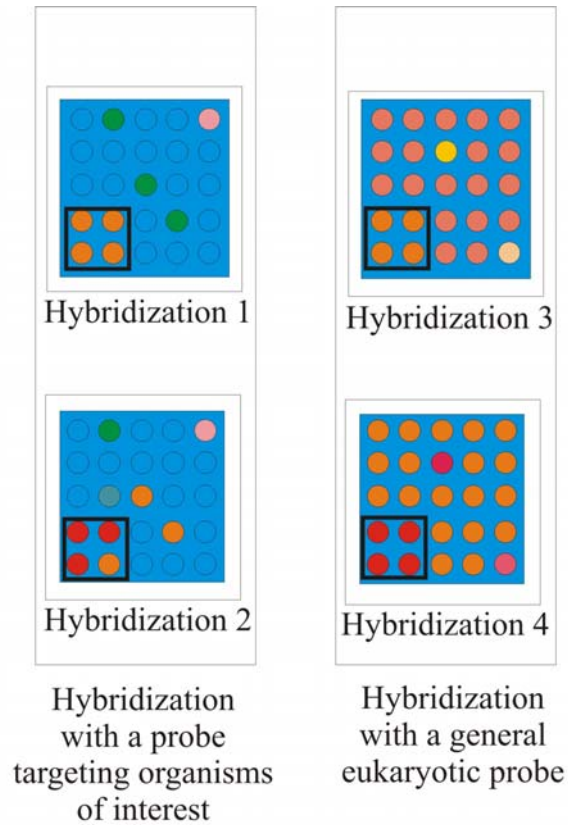 Hybridization 1
Hybridization 3
Hybridization 2
Hybridization 4
Hybridization
with a probe
targeting organisms
of interest
Hybridization
with a general
eukaryotic probe